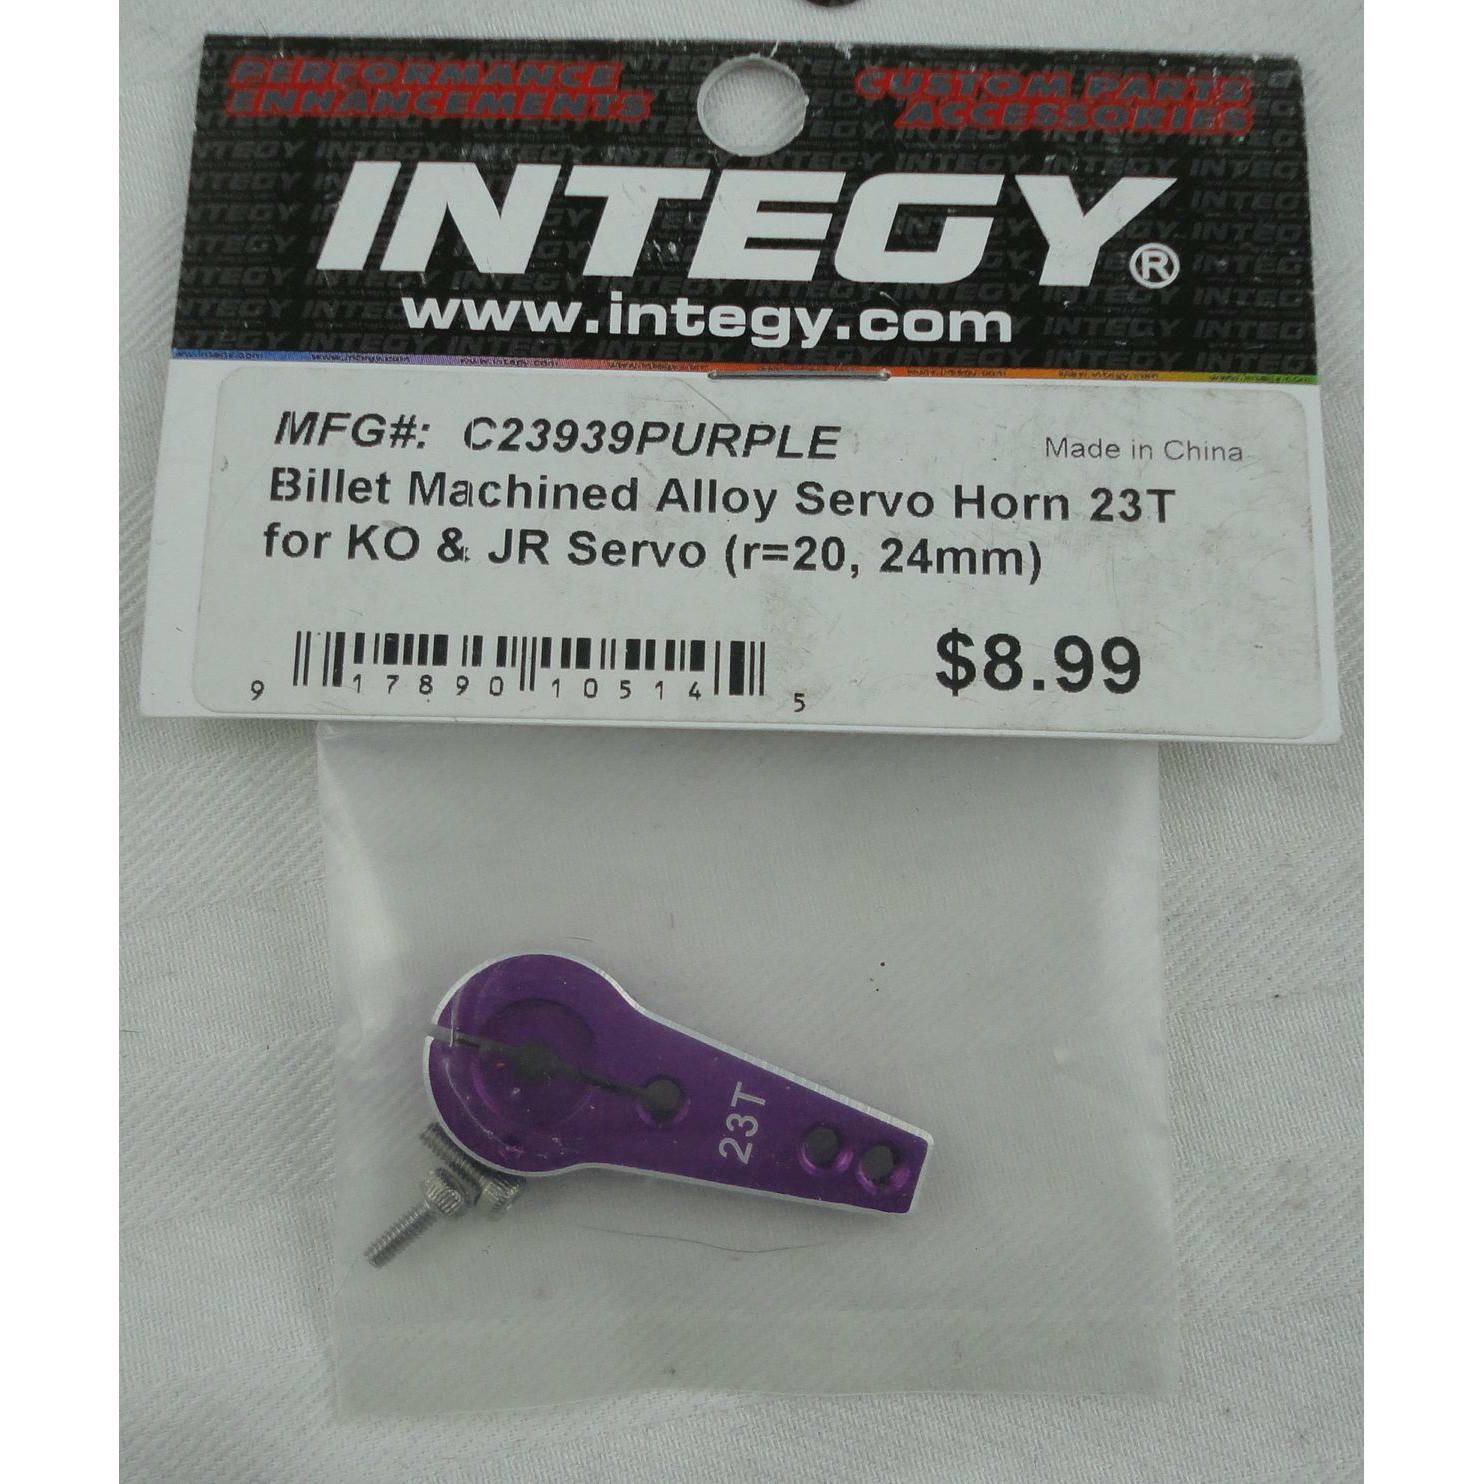 PERFORMANCE
ENHANCEMENTS
CUSTOM PARTS
ACCESSORIES
INTEGY®
www.integy.com
MFG#: C23939PURPLE
Made in China
Billet Machined Alloy Servo Horn 23T
for KO & JR Servo (r=20, 24mm)
9 17890 10514 5
$8.99
23T